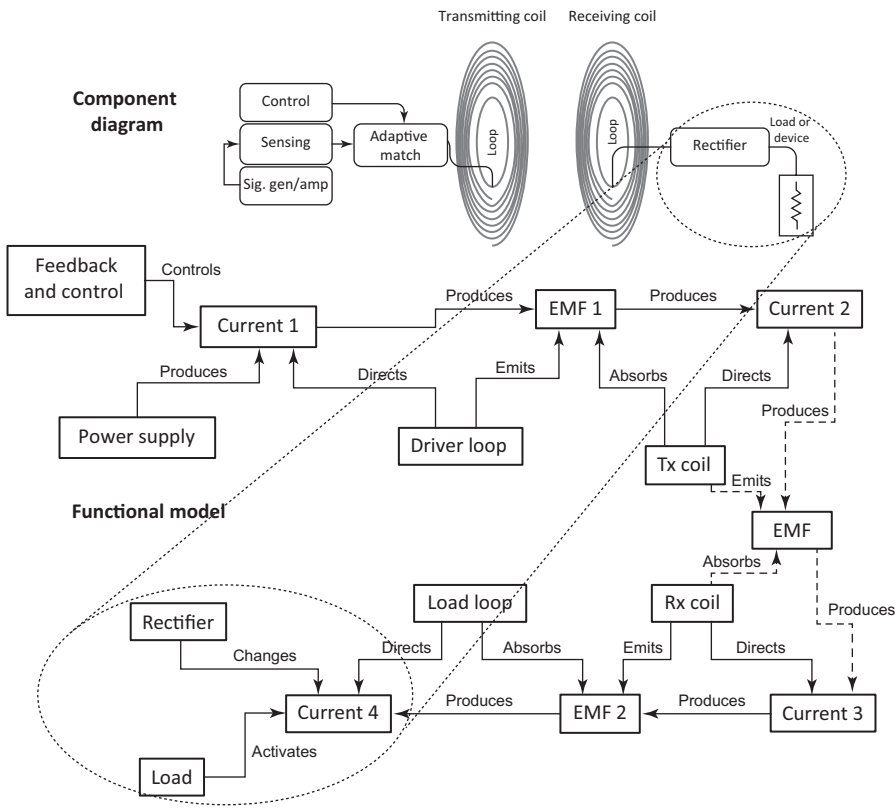 Transmitting coil
Receiving coil
Component
diagram
Control
Sensing
Sig. gen/amp
Adaptive
match
Loop
Loop
Rectifier
Load or
device
Feedback
and control
Controls
Current 1
Produces
EMF 1
Produces
Current 2
Produces
Directs
Emits
Absorbs
Directs
Produces
Power supply
Driver loop
Tx coil
Emits
Functional model
EMF
Absorbs
Produces
Load loop
Rx coil
Rectifier
Changes
Directs
Absorbs
Emits
Directs
Current 4
Produces
EMF 2
Produces
Current 3
Activates
Load